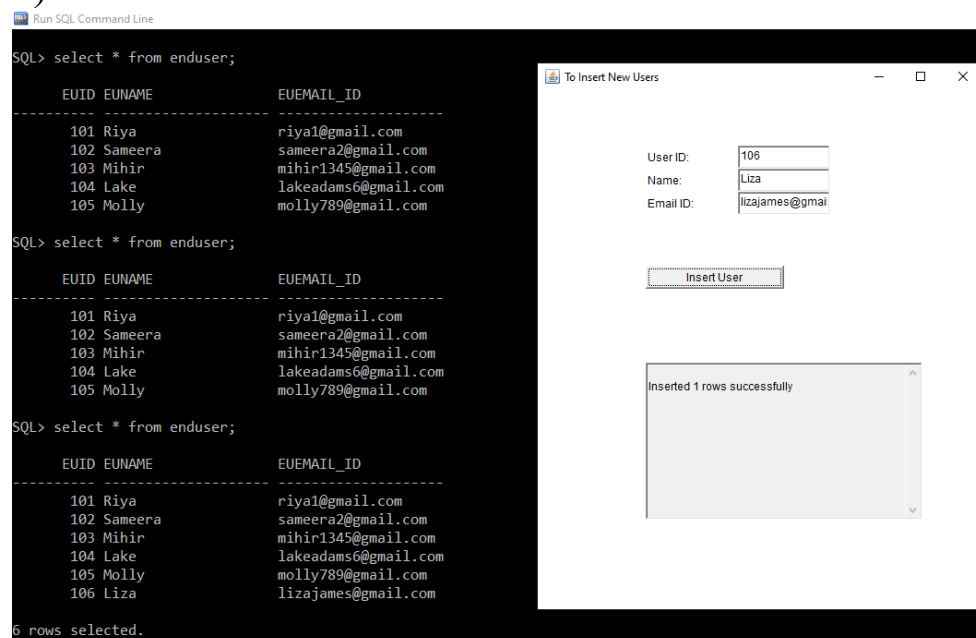 Run SQL Command Line
SQL> select * from enduser;
EUID EUNAME EUEMAIL_ID
---------- -------------------- --------------------
101 Riya riya1@gmail.com
102 Sameera sameera2@gmail.com
103 Mihir mihir1345@gmail.com
104 Lake lakeadams6@gmail.com
105 Molly molly789@gmail.com
SQL> select * from enduser;
EUID EUNAME EUEMAIL_ID
---------- -------------------- --------------------
101 Riya riya1@gmail.com
102 Sameera sameera2@gmail.com
103 Mihir mihir1345@gmail.com
104 Lake lakeadams6@gmail.com
105 Molly molly789@gmail.com
SQL> select * from enduser;
EUID EUNAME EUEMAIL_ID
---------- -------------------- --------------------
101 Riya riya1@gmail.com
102 Sameera sameera2@gmail.com
103 Mihir mihir1345@gmail.com
104 Lake lakeadams6@gmail.com
105 Molly molly789@gmail.com
106 Liza lizajames@gmail.com
6 rows selected.
To Insert New Users
User ID: 106
Name: Liza
Email ID: lizajames@gmai
Insert User
Inserted 1 rows successfully